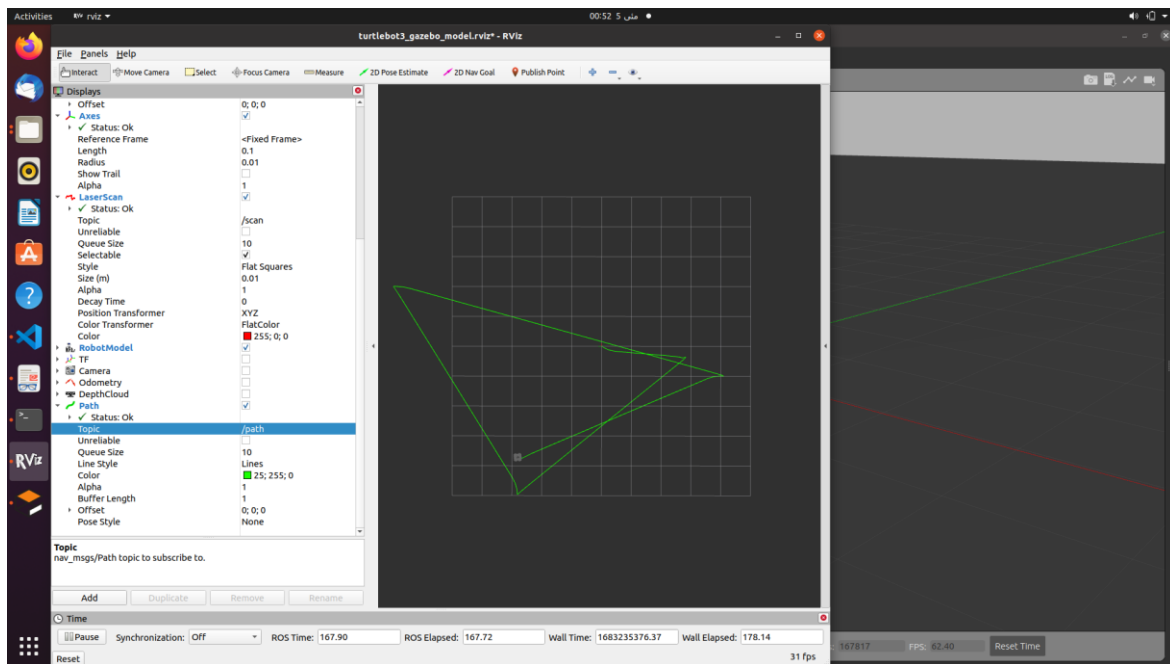 Activities
rviz
00:52 5 ملی
turtlebot3_gazebo_model.rviz* - RViz
File Panels Help
Interact Move Camera Select Focus Camera Measure 2D Pose Estimate 2D Nav Goal Publish Point
Displays
Offset 0; 0; 0
Axes
Status: Ok
Reference Frame <Fixed Frame>
Length 0.1
Radius 0.01
Show Trail
Alpha 1
LaserScan
Status: Ok
Topic /scan
Unreliable
Queue Size 10
Selectable
Style Flat Squares
Size (m) 0.01
Alpha 1
Decay Time 0
Position Transformer XYZ
Color Transformer FlatColor
Color 255; 0; 0
RobotModel
TF
Camera
Odometry
DepthCloud
Path
Status: Ok
Topic /path
Unreliable
Queue Size 10
Line Style Lines
Color 25; 255; 0
Alpha 1
Buffer Length 1
Offset 0; 0; 0
Pose Style None
Topic
nav_msgs/Path topic to subscribe to.
Add Duplicate Remove Rename
Time
Pause Synchronization: Off ROS Time: 167.90 ROS Elapsed: 167.72 Wall Time: 1683235376.37 Wall Elapsed: 178.14
Reset 31 fps
RViz
167817 FPS: 62.40 Reset Time